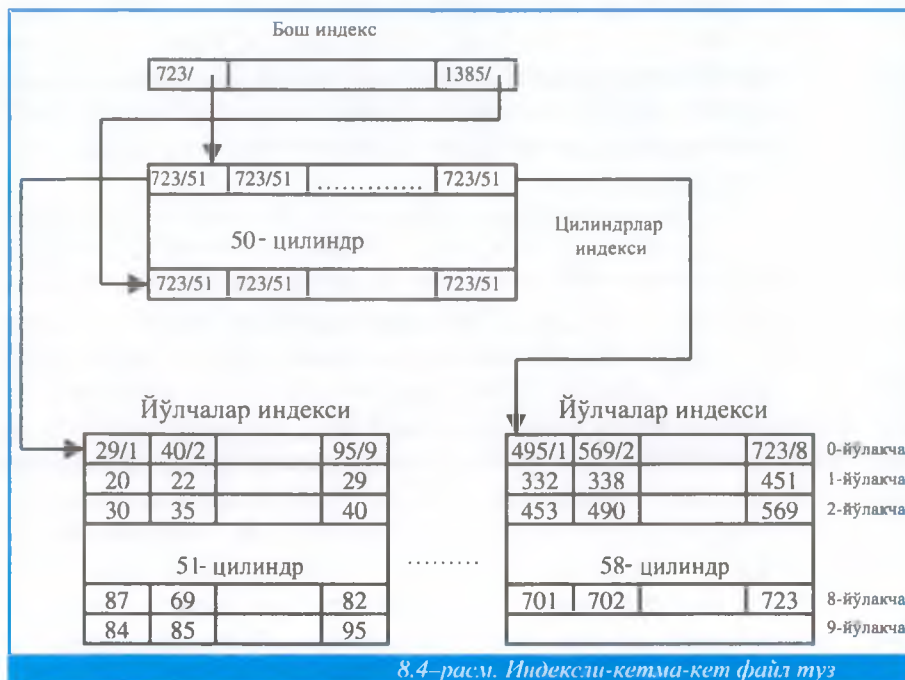 Бош индекс
723/ 1385/
723/51 723/51 ............. 723/51
50- цилиндр
Цилиндрлар
индекси
723/51 723/51 723/51
Йўлчалар индекси Йўлчалар индекси
29/1 40/2 95/9 495/1 569/2 723/8 0-йўлакча
20 22 29 332 338 451 1-йўлакча
30 35 40 453 490 569 2-йўлакча
51- цилиндр ......... 58- цилиндр
87 69 82 701 702 723 8-йўлакча
84 85 95 9-йўлакча
8.4–расм. Индексли-кетма-кет файл туз